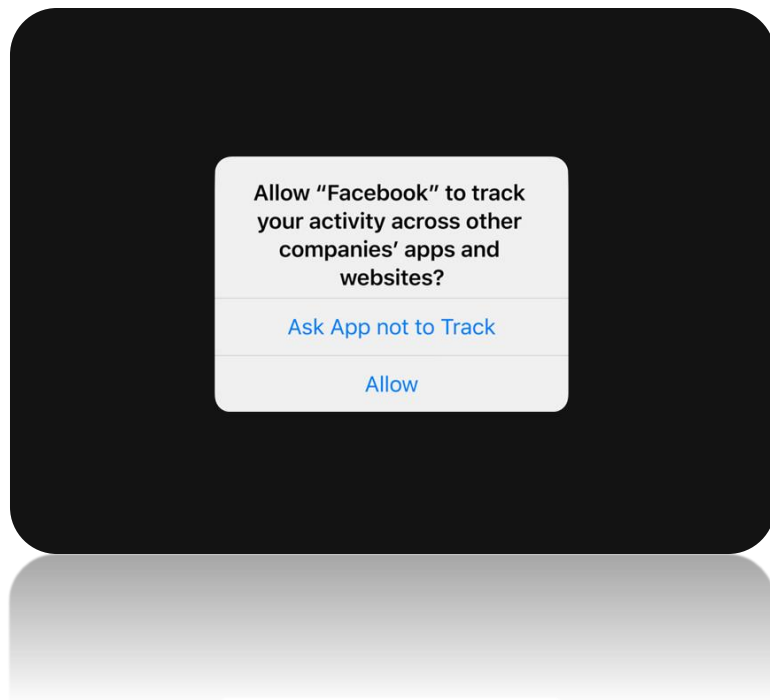 Allow “Facebook” to track
your activity across other
companies’ apps and
websites?
Ask App not to Track
Allow